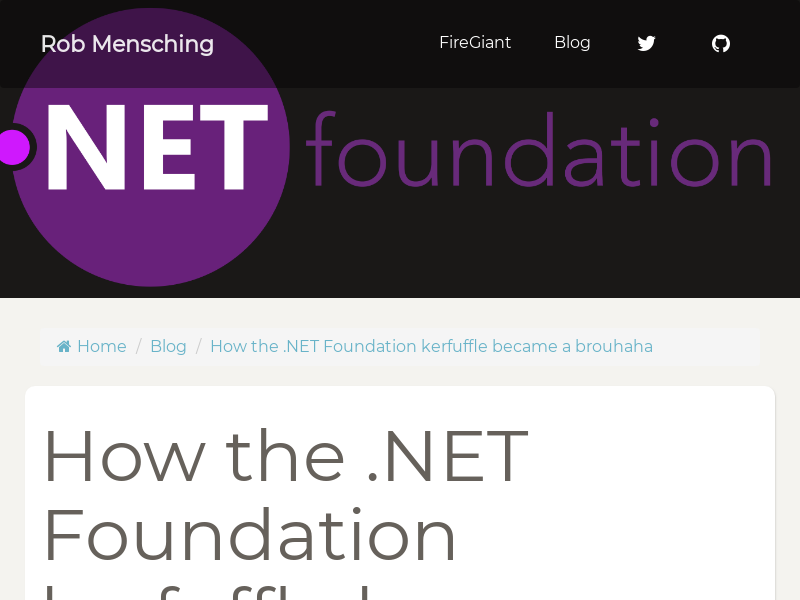 Rob Mensching FireGiant Blog
.NET foundation
Home / Blog / How the .NET Foundation kerfuffle became a brouhaha
How the .NET
Foundation